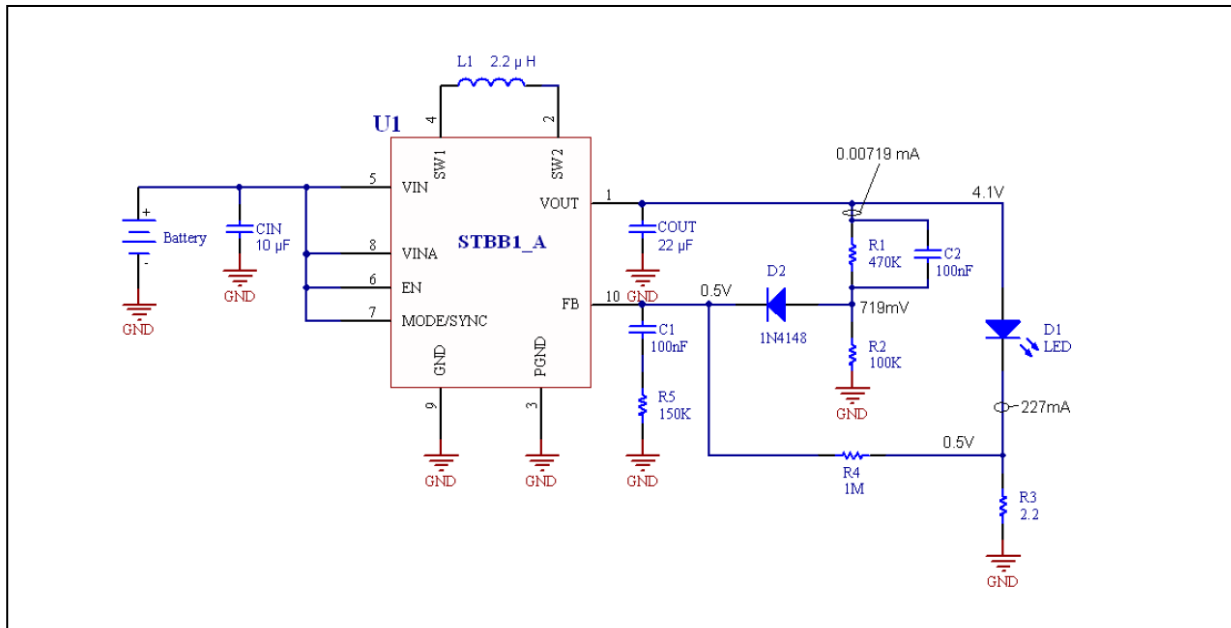 L1 2.2 µ H
U1
4
2
SW1
SW2
0.00719 mA
5
VIN
VOUT
1
4.1V
+
Battery
-
CIN
10 µF
STBB1_A
COUT
22 µF
R1
470K
C2
100nF
8
VINA
GND
D2
6
EN
FB
10
0.5V
719mV
GND
GND
7
MODE/SYNC
C1
100nF
1N4148
R2
100K
D1
LED
GND
PGND
GND
R5
150K
227mA
9
3
0.5V
GND
GND
GND
R4
1M
R3
2.2
GND